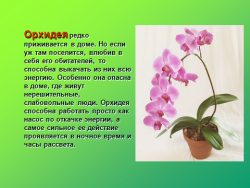 Орхидея редко
приживается в доме. Но если
уж там поселится, влюбив в
себя его обитателей, то
способна выкачать из них всю
энергию. Особенно она опасна
в доме, где живут
нерешительные,
слабовольные люди. Орхидея
способна работать просто как
насос по откачке энергии, а
самое сильное ее действие
проявляется в ночное время и
часы рассвета.